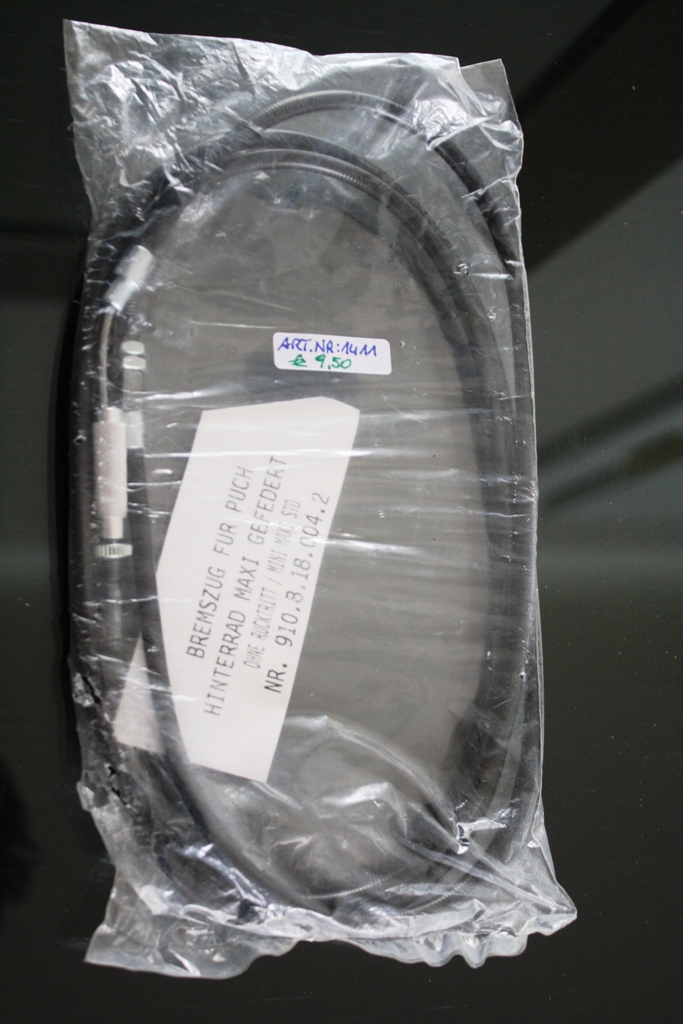 ART.NR:1411
€ 9,50
BREMSZUG FUR PUCH
HINTERRAD MAXI GEFEDERT
OHNE RÜCKTRITT / MINI MAXI STD
NR. 910.8.18.004.2